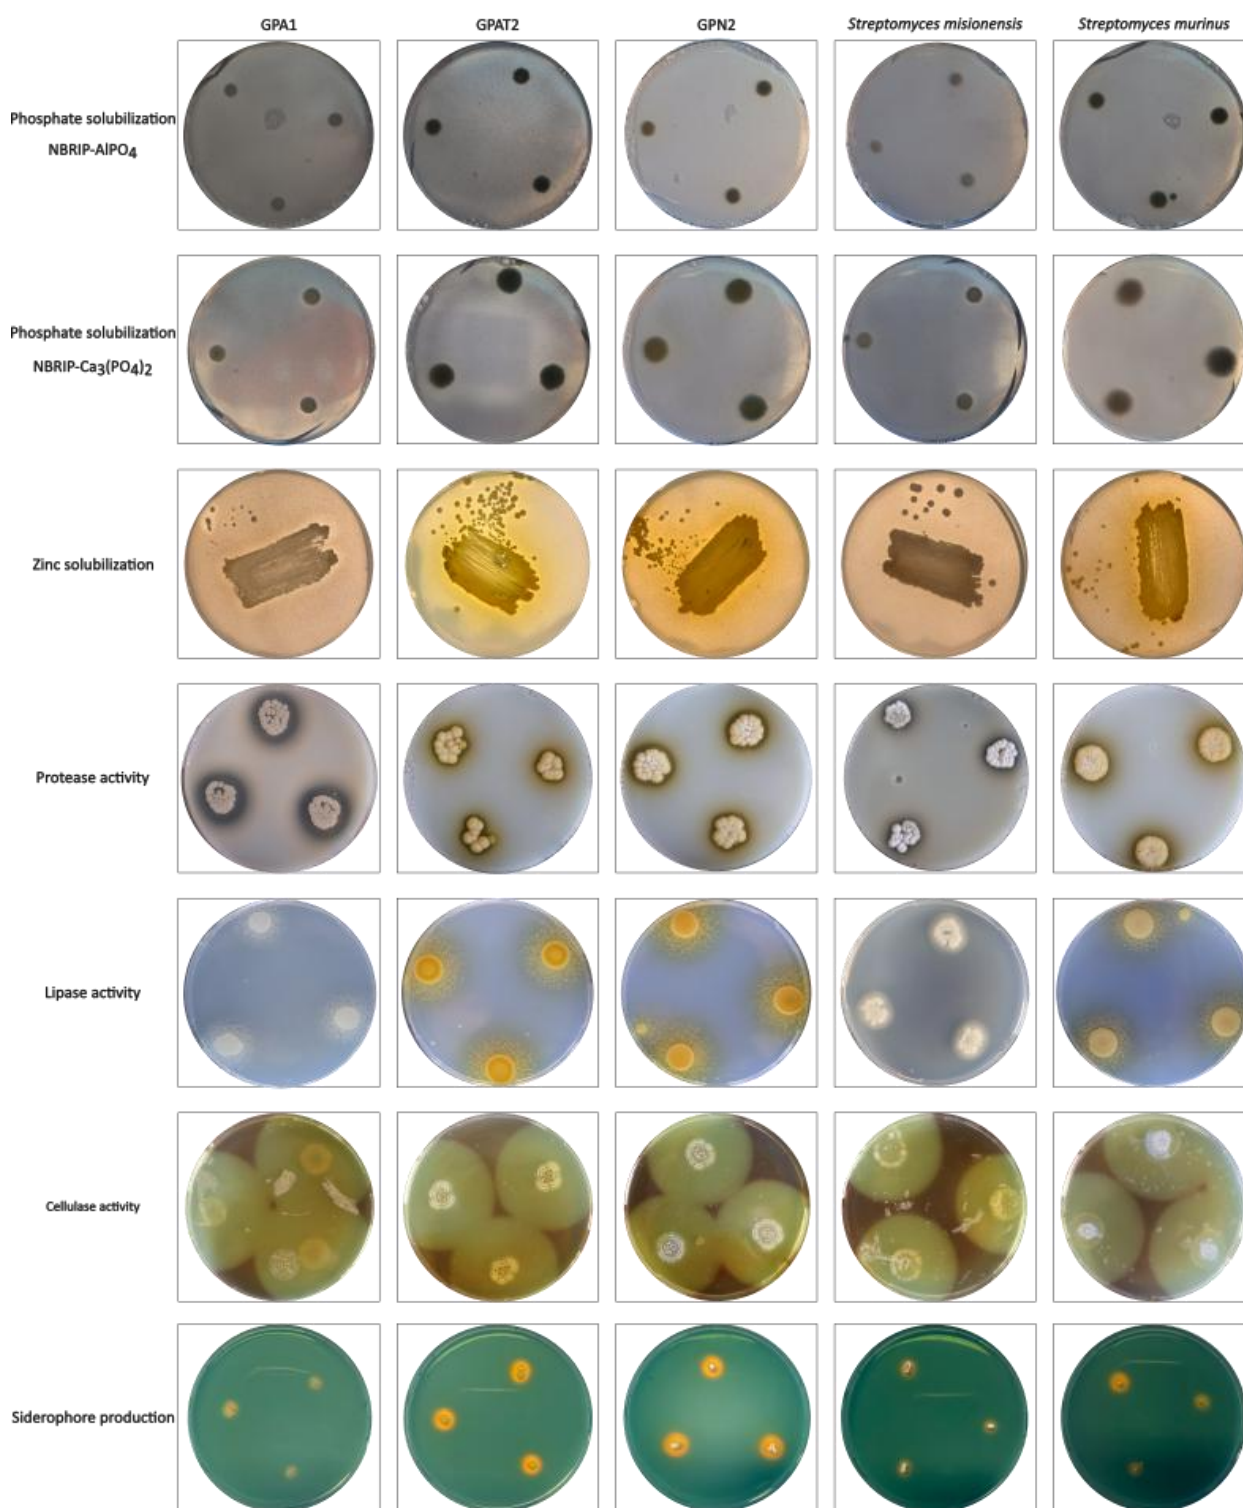 GPA1
GPAT2
GPN2
Streptomyces misionensis
Streptomyces murinus
Phosphate solubilization
NBRIP-AlPO4
Phosphate solubilization
NBRIP-Ca3(PO4)2
Zinc solubilization
Protease activity
Lipase activity
Cellulase activity
Siderophore production